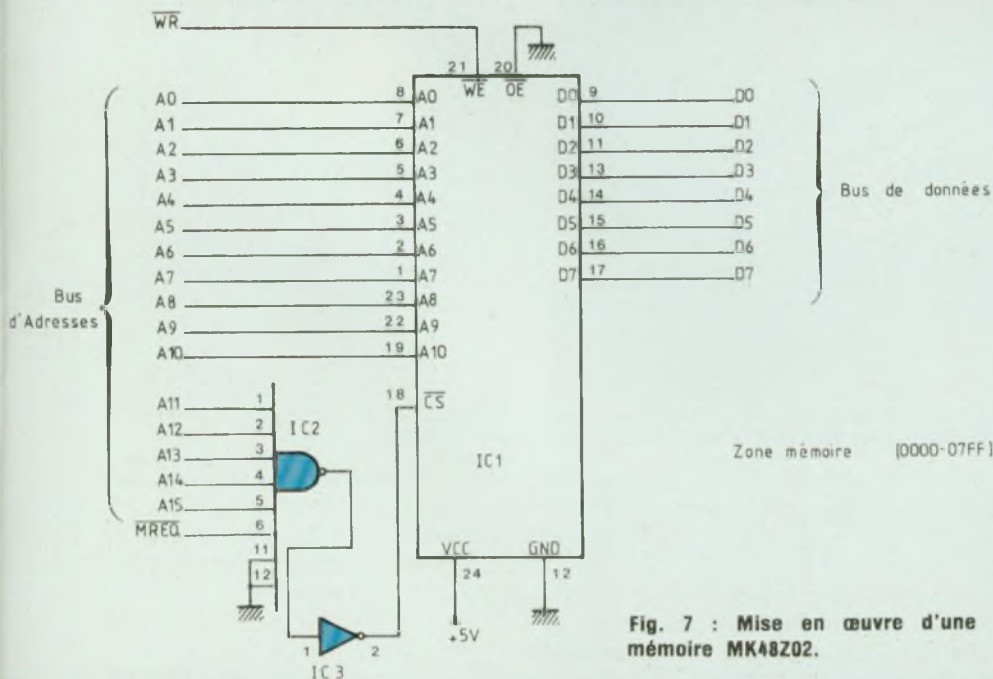 WR
21 20
WE OE
A0 8 A0 D0 9 D0
A1 7 A1 D1 10 D1
A2 6 A2 D2 11 D2
A3 5 A3 D3 13 D3
A4 4 A4 D4 14 D4
A5 3 A5 D5 15 D5
A6 2 A6 D6 16 D6
A7 1 A7 D7 17 D7
A8 23 A8
A9 22 A9
A10 19 A10
Bus
d'Adresses
Bus de données
18 CS
A11 1
A12 2
A13 3
A14 4
A15 5
MREQ 6
11
12
IC2
IC1
Zone mémoire [0000-07FF]
VCC GND
24 12
+5V
1 2
IC3
Fig. 7 : Mise en œuvre d'une
mémoire MK48Z02.